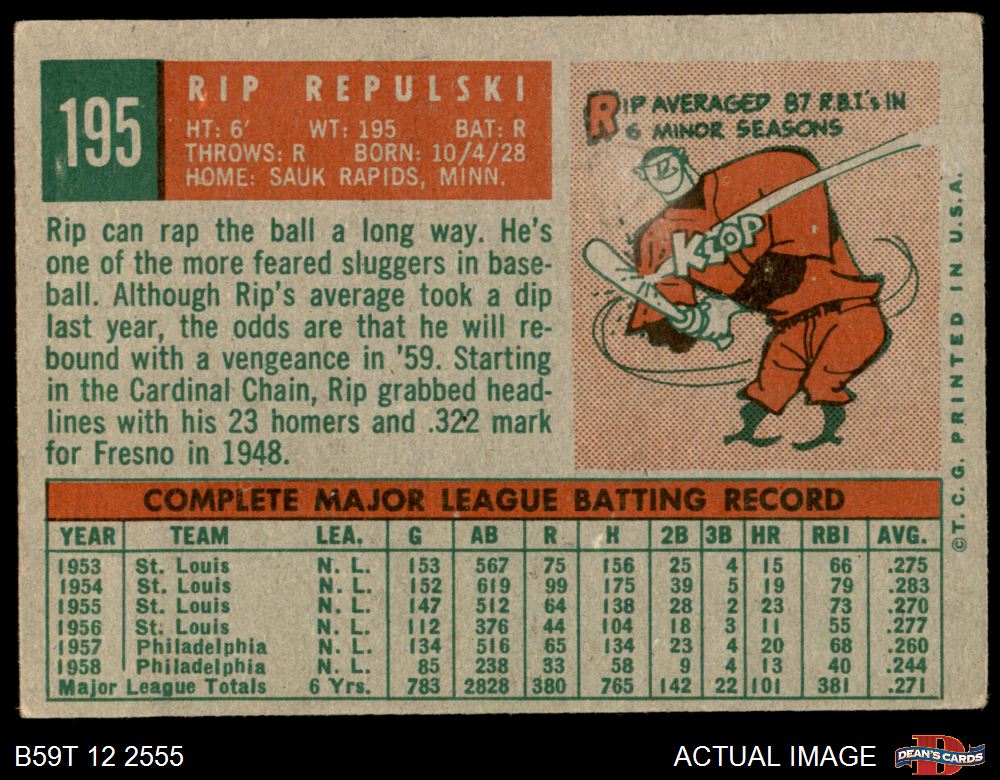 195
RIP REPULSKI
HT: 6' WT: 195 BAT: R
THROWS: R BORN: 10/4/28
HOME: SAUK RAPIDS, MINN.
RIP AVERAGED 87 R.B.I.'s IN
6 MINOR SEASONS
KLOP
Rip can rap the ball a long way. He's
one of the more feared sluggers in base-
ball. Although Rip's average took a dip
last year, the odds are that he will re-
bound with a vengeance in '59. Starting
in the Cardinal Chain, Rip grabbed head-
lines with his 23 homers and .322 mark
for Fresno in 1948.
COMPLETE MAJOR LEAGUE BATTING RECORD
YEAR TEAM LEA. G AB R H 2B 3B HR RBI AVG.
1953 St. Louis N. L. 153 567 75 156 25 4 15 66 .275
1954 St. Louis N. L. 152 619 99 175 39 5 19 79 .283
1955 St. Louis N. L. 147 512 64 138 28 2 23 73 .270
1956 St. Louis N. L. 112 376 44 104 18 3 11 55 .277
1957 Philadelphia N. L. 134 516 65 134 23 4 20 68 .260
1958 Philadelphia N. L. 85 238 33 58 9 4 13 40 .244
Major League Totals 6 Yrs. 783 2828 380 765 142 22 101 381 .271
© T. C. G. PRINTED IN U.S.A.
B59T 12 2555
ACTUAL IMAGE
D
DEAN'S CARDS